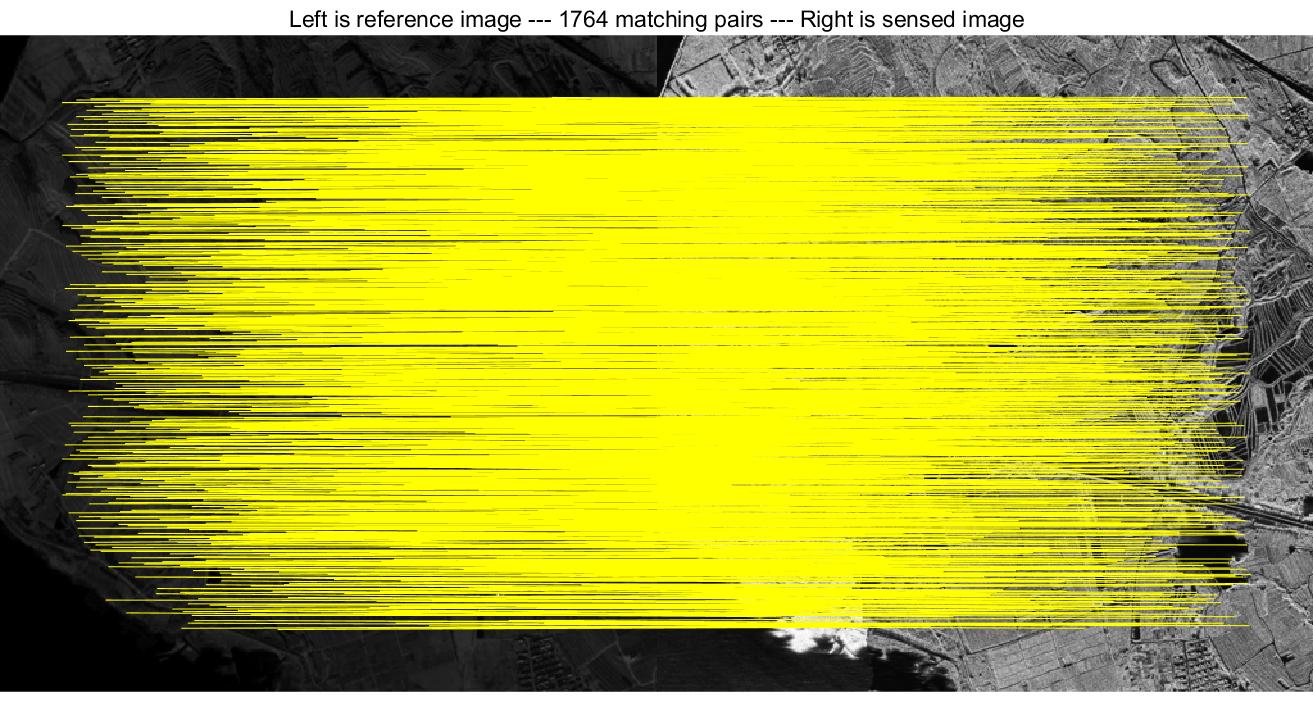 Left is reference image --- 1764 matching pairs --- Right is sensed image